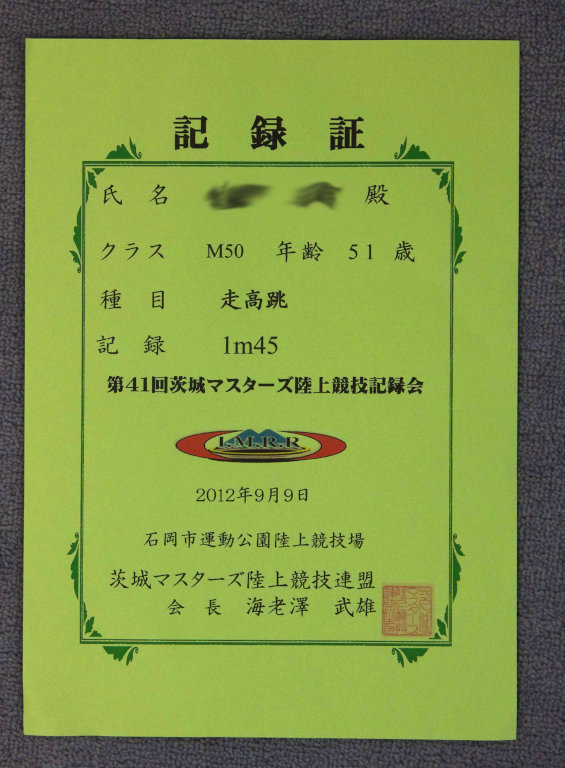 記録証
氏名 殿
クラス M50 年齢 51歳
種目 走高跳
記録 1m45
第41回茨城マスターズ陸上競技記録会
I.M.R.R.
2012年9月9日
石岡市運動公園陸上競技場
茨城マスターズ陸上競技連盟
会長 海老澤 武雄